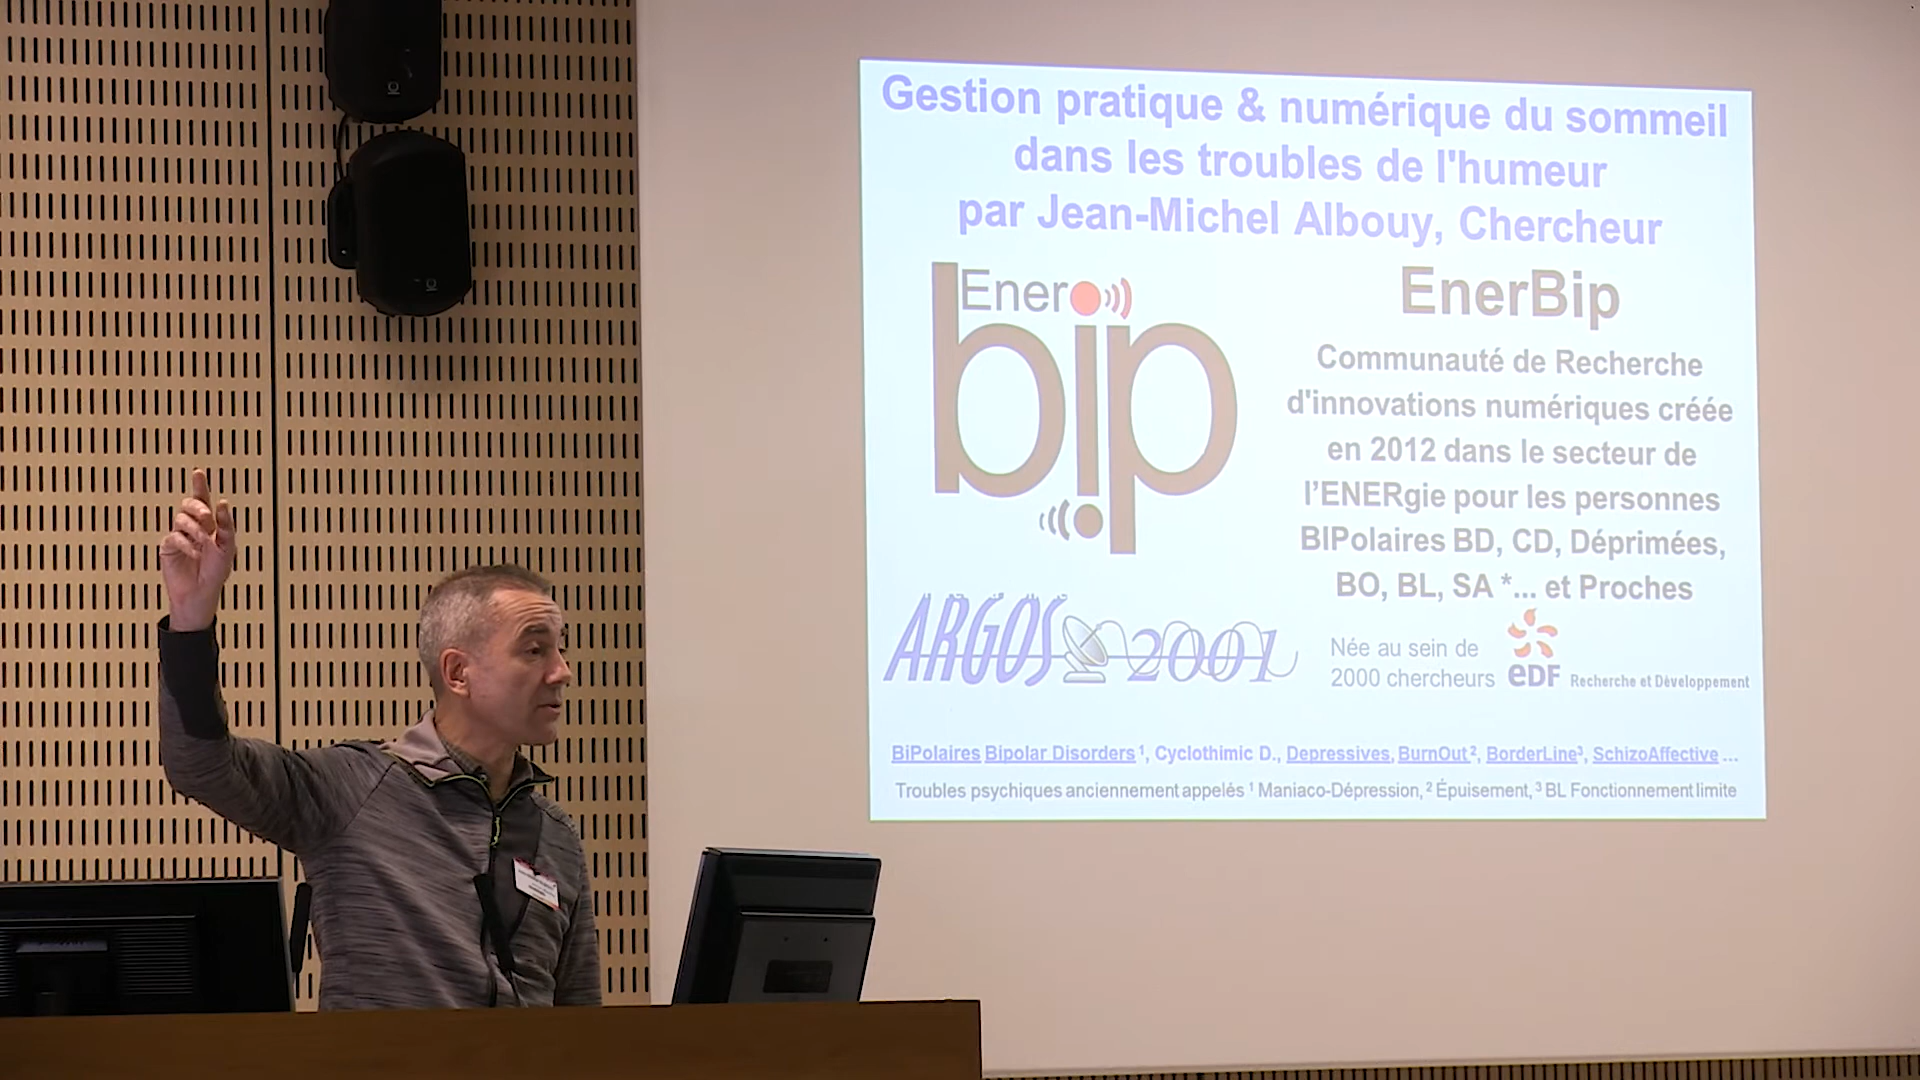 Gestion pratique & numérique du sommeil
dans les troubles de l'humeur
par Jean-Michel Albouy, Chercheur
Ener
bip
EnerBip
Communauté de Recherche
d'innovations numériques créée
en 2012 dans le secteur de
l'ENERgie pour les personnes
BIPolaires BD, CD, Déprimées,
BO, BL, SA *... et Proches
ARGOS 2001
Née au sein de
2000 chercheurs
eDF Recherche et Développement
BiPolaires Bipolar Disorders ¹, Cyclothimic D., Depressives, BurnOut ², BorderLine³, SchizoAffective ...
Troubles psychiques anciennement appelés ¹ Maniaco-Dépression, ² Épuisement, ³ BL Fonctionnement limite